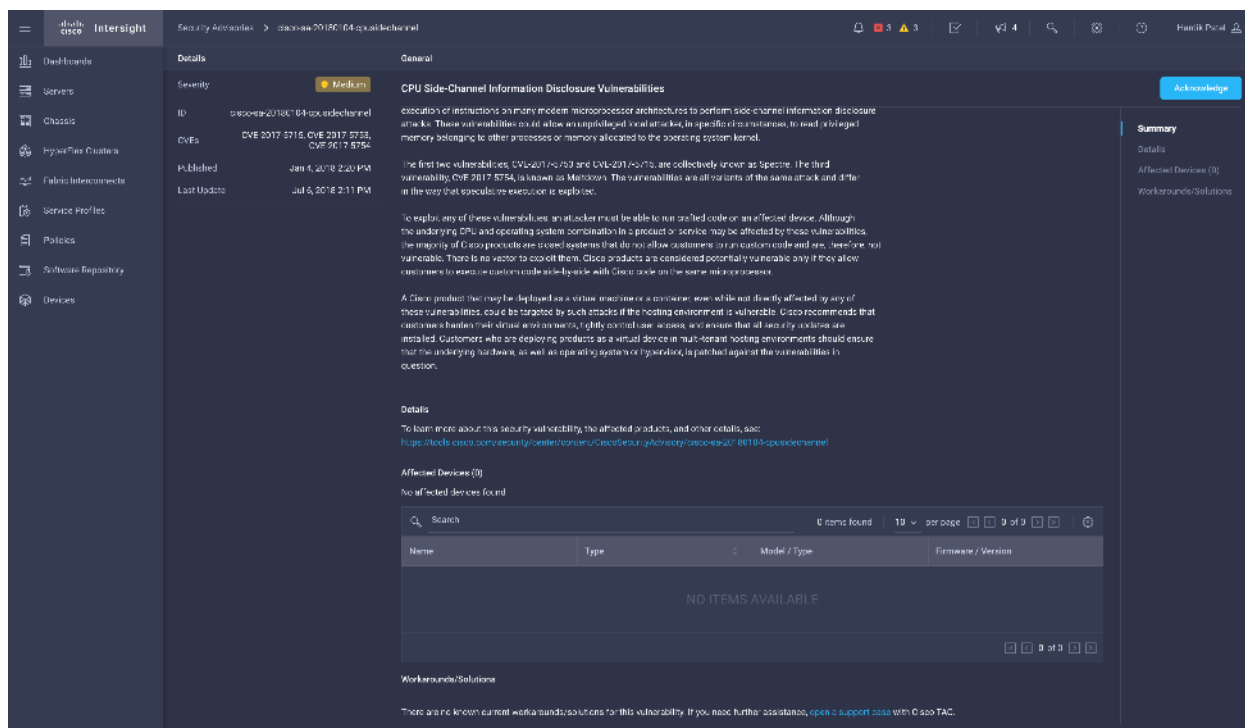 cisco Intersight
Security Advisories > cisco-sa-20180104-cpusidechannel
3 3
4
Hardik Patel
Dashboards
Servers
Chassis
HyperFlex Clusters
Fabric Interconnects
Service Profiles
Policies
Software Repository
Devices
Details
Severity Medium
ID cisco-sa-20180104-cpusidechannel
CVEs CVE-2017-5715, CVE-2017-5753,
CVE-2017-5754
Published Jan 4, 2018 2:20 PM
Last Update Jul 6, 2018 2:11 PM
General
CPU Side-Channel Information Disclosure Vulnerabilities
Acknowledge
execution of instructions on many modern microprocessor architectures to perform side-channel information disclosure
attacks. These vulnerabilities could allow an unprivileged local attacker, in specific circumstances, to read privileged
memory belonging to other processes or memory allocated to the operating system kernel.
The first two vulnerabilities, CVE-2017-5753 and CVE-2017-5715, are collectively known as Spectre. The third
vulnerability, CVE-2017-5754, is known as Meltdown. The vulnerabilities are all variants of the same attack and differ
in the way that speculative execution is exploited.
To exploit any of these vulnerabilities, an attacker must be able to run crafted code on an affected device. Although
the underlying CPU and operating system combination in a product or service may be affected by these vulnerabilities,
the majority of Cisco products are closed systems that do not allow customers to run custom code and are, therefore, not
vulnerable. There is no vector to exploit them. Cisco products are considered potentially vulnerable only if they allow
customers to execute custom code side-by-side with Cisco code on the same microprocessor.
A Cisco product that may be deployed as a virtual machine or a container, even while not directly affected by any of
these vulnerabilities, could be targeted by such attacks if the hosting environment is vulnerable. Cisco recommends that
customers harden their virtual environments, tightly control user access, and ensure that all security updates are
installed. Customers who are deploying products as a virtual device in multi-tenant hosting environments should ensure
that the underlying hardware, as well as operating system or hypervisor, is patched against the vulnerabilities in
question.
Details
To learn more about this security vulnerability, the affected products, and other details, see:
https://tools.cisco.com/security/center/content/CiscoSecurityAdvisory/cisco-sa-20180104-cpusidechannel
Affected Devices (0)
No affected devices found
Search 0 items found 10 per page 0 of 0
Name Type Model / Type Firmware / Version
NO ITEMS AVAILABLE
0 of 0
Workarounds/Solutions
There are no known current workarounds/solutions for this vulnerability. If you need further assistance, open a support case with Cisco TAC.
Summary
Details
Affected Devices (0)
Workarounds/Solutions